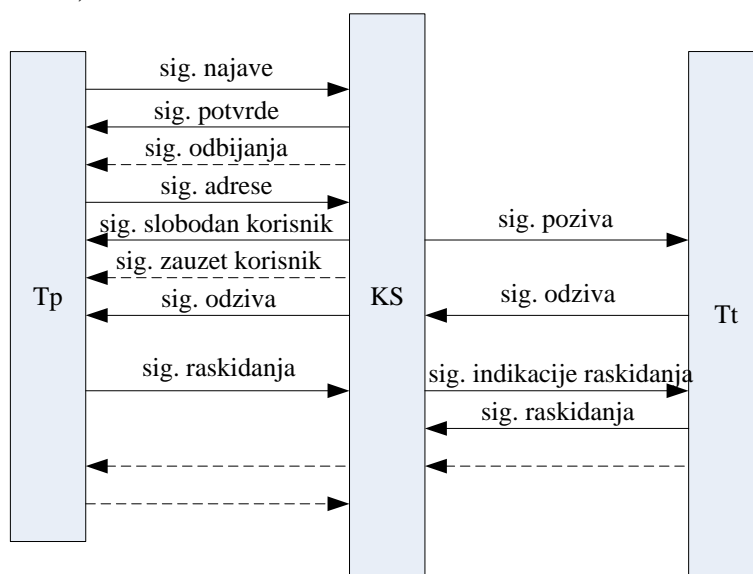 sig. najave
sig. potvrde
sig. odbijanja
sig. adrese
sig. slobodan korisnik
sig. poziva
sig. zauzet korisnik
Tp
KS
Tt
sig. odziva
sig. odziva
sig. raskidanja
sig. indikacije raskidanja
sig. raskidanja